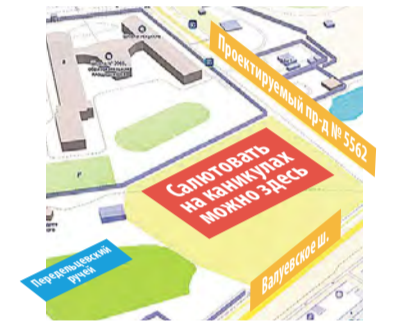 Проектируемый пр-д № 5562
Салютовать
на каникулах
можно здесь
Валуевское ш.
Передельцевский
ручей
Р